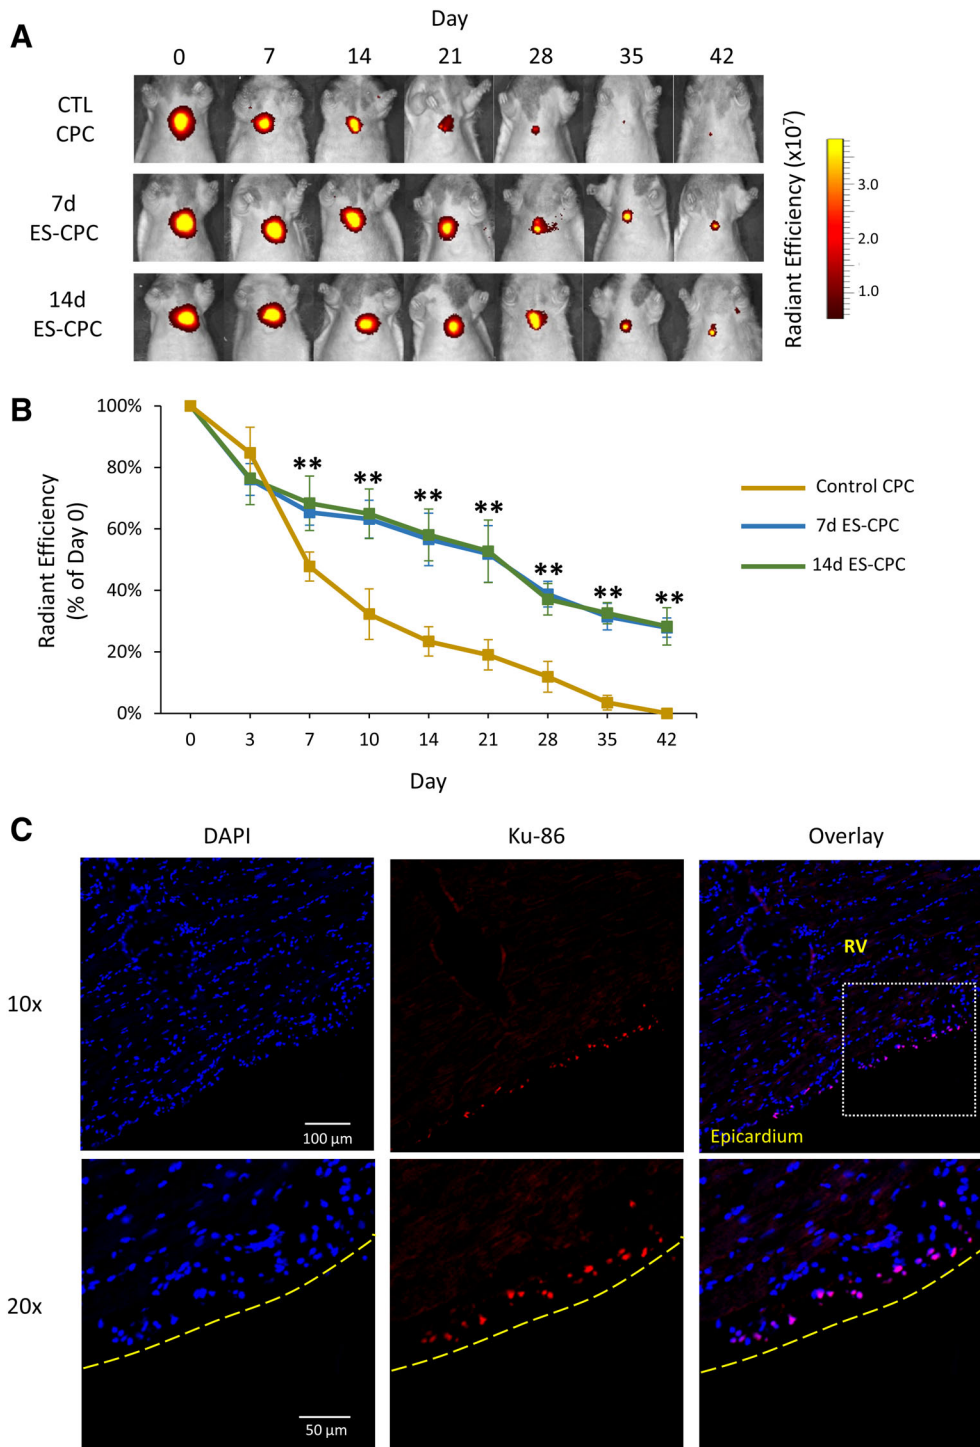 A
Day
0 7 14 21 28 35 42
CTL
CPC
7d
ES-CPC
14d
ES-CPC
Radiant Efficiency (x10⁷)
3.0
2.0
1.0
B
Radiant Efficiency
(% of Day 0)
100%
80%
60%
40%
20%
0%
** ** ** ** ** ** **
0 3 7 10 14 21 28 35 42
Day
Control CPC
7d ES-CPC
14d ES-CPC
C
DAPI Ku-86 Overlay
10x
RV
Epicardium
100 µm
20x
50 µm